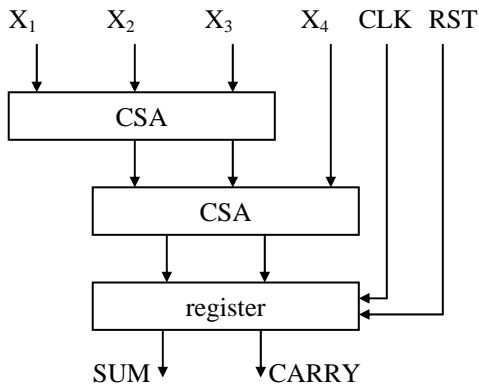 X₁ X₂ X₃ X₄ CLK RST
CSA
CSA
register
SUM CARRY